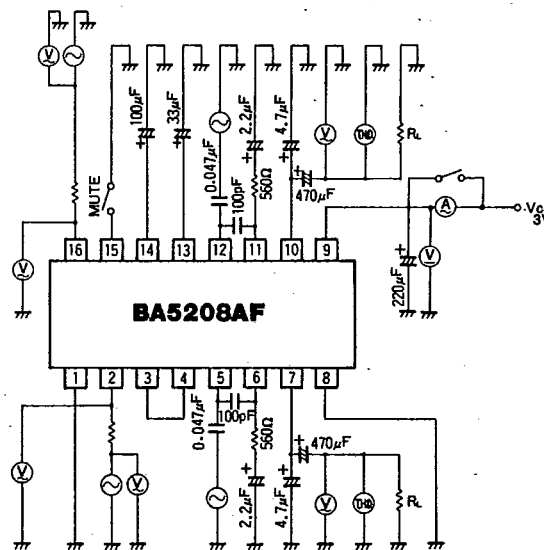 V
MUTE
100μF
+
33μF
+
0.047μF
100pF
2.2μF
+
560Ω
4.7μF
+
470μF
+
V
THD
RL
A
VC
3V
V
220μF
+
V
16 15 14 13 12 11 10 9
BA5208AF
1 2 3 4 5 6 7 8
V
V
0.047μF
100pF
560Ω
2.2μF
+
4.7μF
+
470μF
+
V
THD
RL